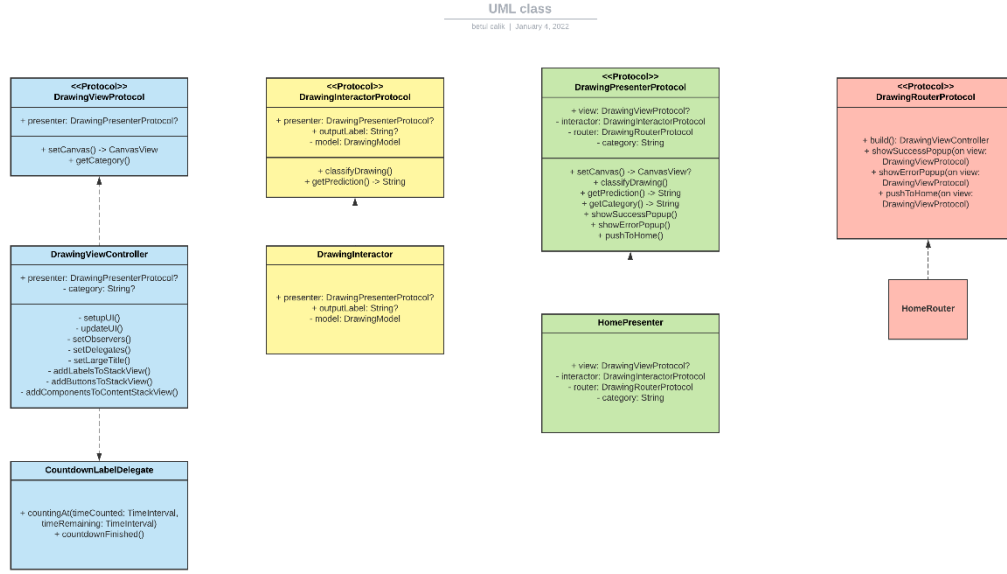 UML class
betul calik | January 4, 2022
<<Protocol>>
DrawingViewProtocol
+ presenter: DrawingPresenterProtocol?
+ setCanvas() -> CanvasView
+ getCategory()
DrawingViewController
+ presenter: DrawingPresenterProtocol?
- category: String?
- setupUI()
- updateUI()
- setObservers()
- setDelegates()
- setLargeTitle()
- addLabelsToStackView()
- addButtonsToStackView()
- addComponentsToContentStackView()
CountdownLabelDelegate
+ countingAt(timeCounted: TimeInterval,
timeRemaining: TimeInterval)
+ countdownFinished()
<<Protocol>>
DrawingInteractorProtocol
+ presenter: DrawingPresenterProtocol?
+ outputLabel: String?
- model: DrawingModel
+ classifyDrawing()
+ getPrediction() -> String
DrawingInteractor
+ presenter: DrawingPresenterProtocol?
+ outputLabel: String?
- model: DrawingModel
<<Protocol>>
DrawingPresenterProtocol
+ view: DrawingViewProtocol?
- interactor: DrawingInteractorProtocol
- router: DrawingRouterProtocol
- category: String
+ setCanvas() -> CanvasView?
+ classifyDrawing()
+ getPrediction() -> String
+ getCategory() -> String
+ showSuccessPopup()
+ showErrorPopup()
+ pushToHome()
HomePresenter
+ view: DrawingViewProtocol?
- interactor: DrawingInteractorProtocol
- router: DrawingRouterProtocol
- category: String
<<Protocol>>
DrawingRouterProtocol
+ build(): DrawingViewController
+ showSuccessPopup(on view:
DrawingViewProtocol)
+ showErrorPopup(on view:
DrawingViewProtocol)
+ pushToHome(on view:
DrawingViewProtocol)
HomeRouter